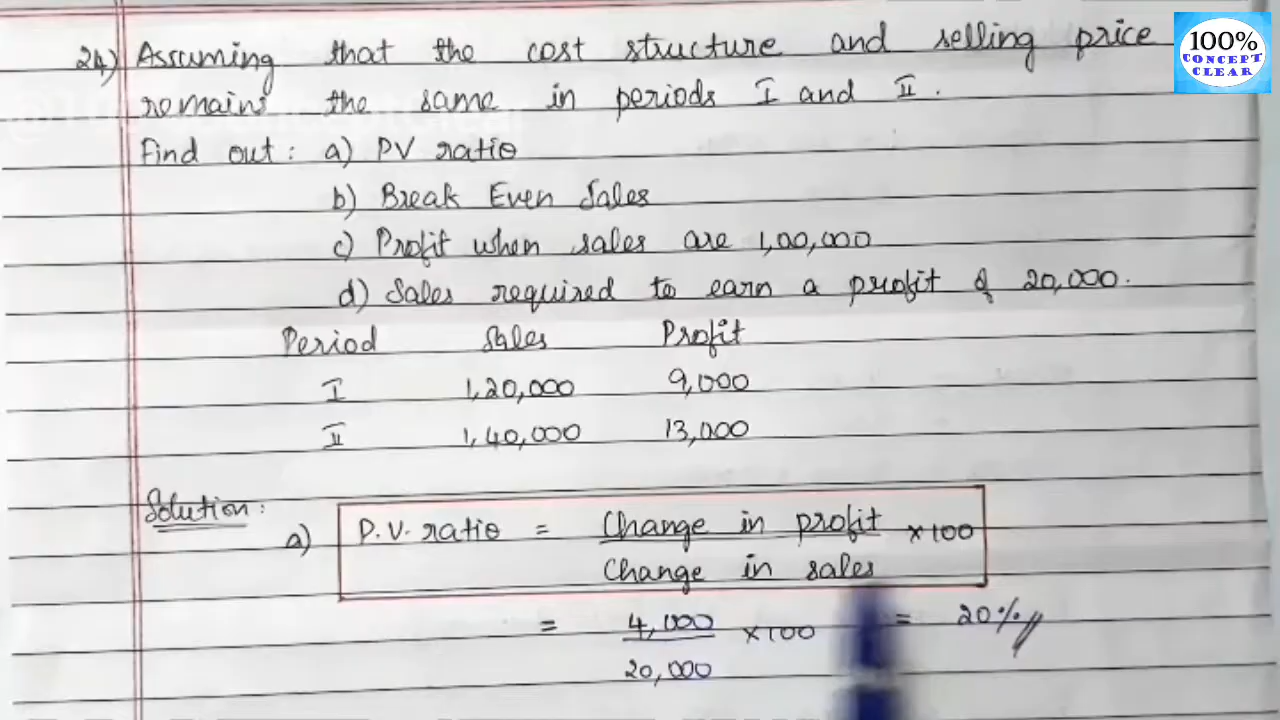 100%
CONCEPT
CLEAR
24) Assuming that the cost structure and selling price
remains the same in periods I and II.
Find out: a) PV ratio
b) Break Even Sales
c) Profit when sales are 1,00,000
d) Sales required to earn a profit of 20,000.
Period Sales Profit
I 1,20,000 9,000
II 1,40,000 13,000
Solution:
a) P.V. ratio = Change in profit ×100
Change in sales
= 4,000 ×100 = 20%
20,000